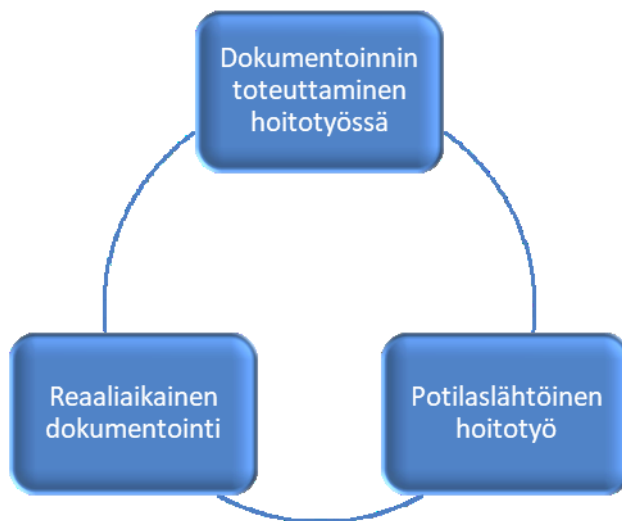 Dokumentoinnin
toteuttaminen
hoitotyössä
Reaaliaikainen
dokumentointi
Potilaslähtöinen
hoitotyö